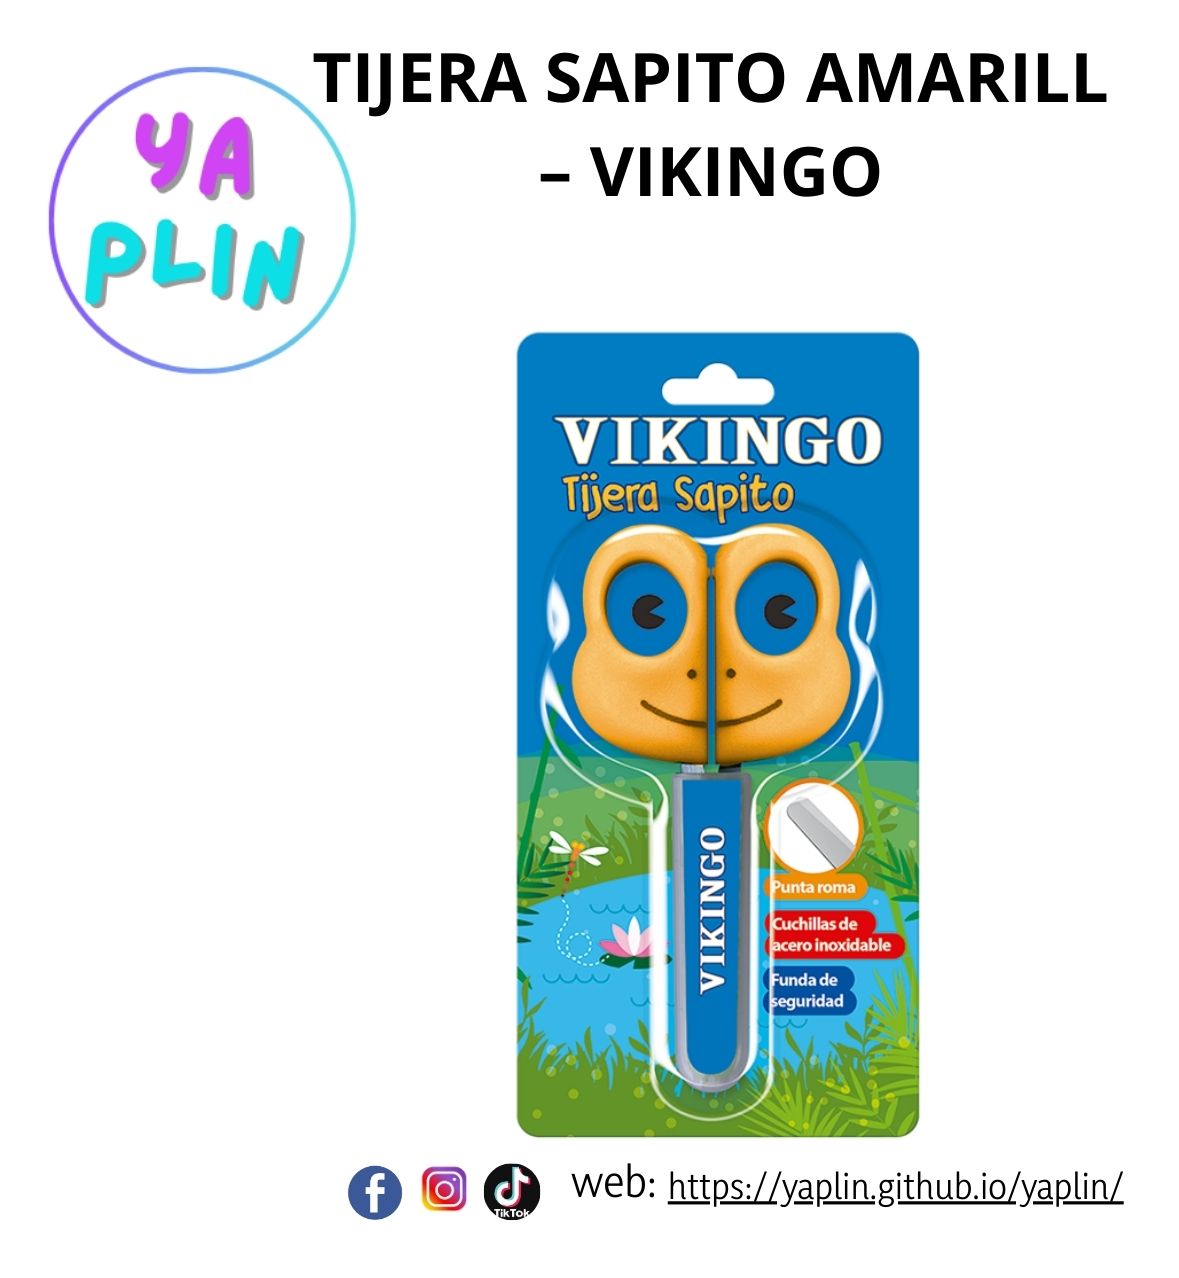 TIJERA SAPITO AMARILL
– VIKINGO
YA
PLIN
VIKINGO
Tijera Sapito
VIKINGO
Punta roma
Cuchillas de
acero inoxidable
Funda de
seguridad
TikTok
web: https://yaplin.github.io/yaplin/